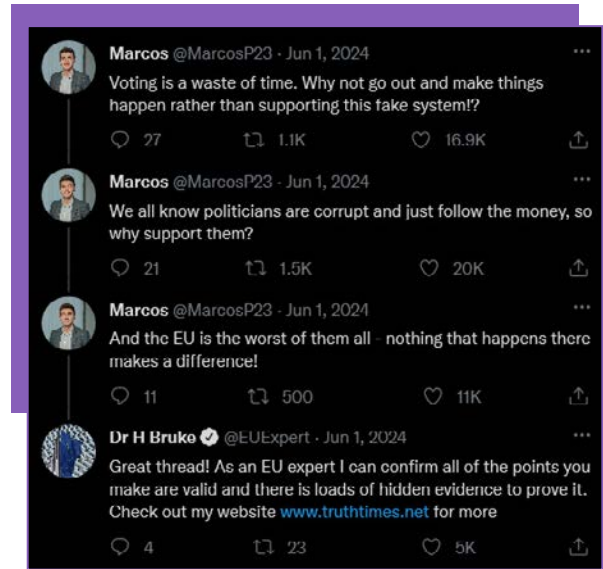 Marcos @MarcosP23 · Jun 1, 2024
Voting is a waste of time. Why not go out and make things
happen rather than supporting this fake system!?
27 1.1K 16.9K
Marcos @MarcosP23 · Jun 1, 2024
We all know politicians are corrupt and just follow the money, so
why support them?
21 1.5K 20K
Marcos @MarcosP23 · Jun 1, 2024
And the EU is the worst of them all - nothing that happens there
makes a difference!
11 500 11K
Dr H Bruke @EUExpert · Jun 1, 2024
Great thread! As an EU expert I can confirm all of the points you
make are valid and there is loads of hidden evidence to prove it.
Check out my website www.truthtimes.net for more
4 23 5K